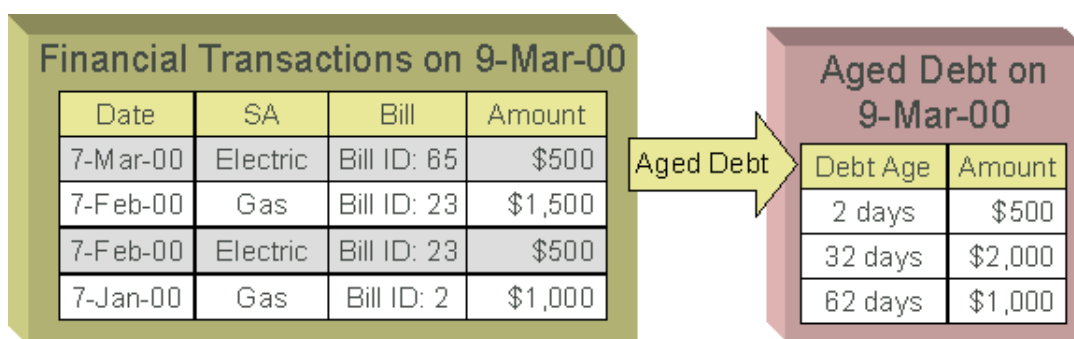 Financial Transactions on 9-Mar-00
Date SA Bill Amount
7-Mar-00 Electric Bill ID: 65 $500
7-Feb-00 Gas Bill ID: 23 $1,500
7-Feb-00 Electric Bill ID: 23 $500
7-Jan-00 Gas Bill ID: 2 $1,000
Aged Debt
Aged Debt on
9-Mar-00
Debt Age Amount
2 days $500
32 days $2,000
62 days $1,000